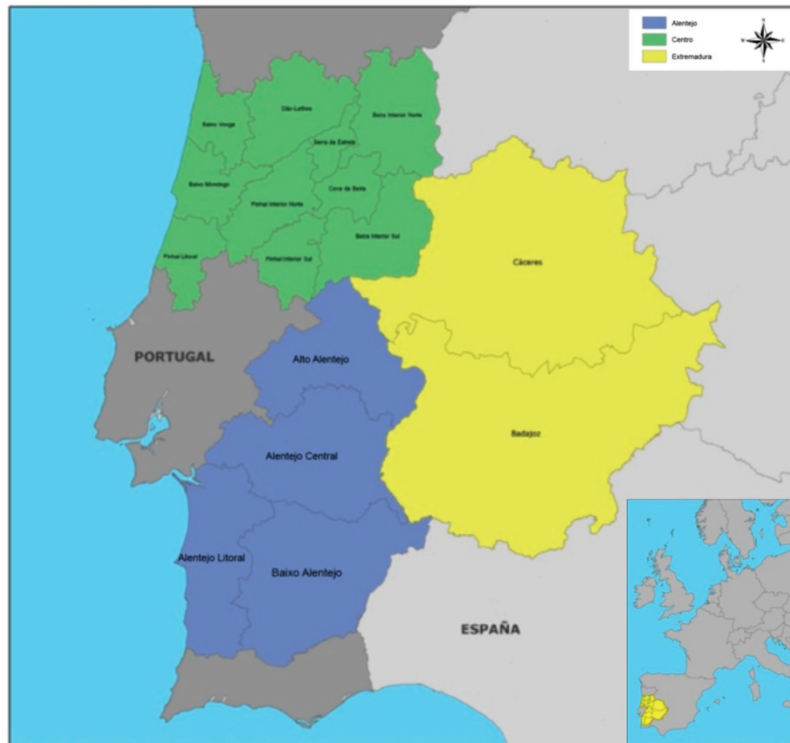 Alentejo
Centro
Extremadura
N
Dão-Lafões
Beira Interior Norte
Baixo Vouga
Serra da Estrela
Baixo Mondego
Cova da Beira
Pinhal Interior Norte
Beira Interior Sul
Pinhal Litoral
Pinhal Interior Sul
Cáceres
PORTUGAL
Alto Alentejo
Badajoz
Alentejo Central
Alentejo Litoral
Baixo Alentejo
ESPAÑA